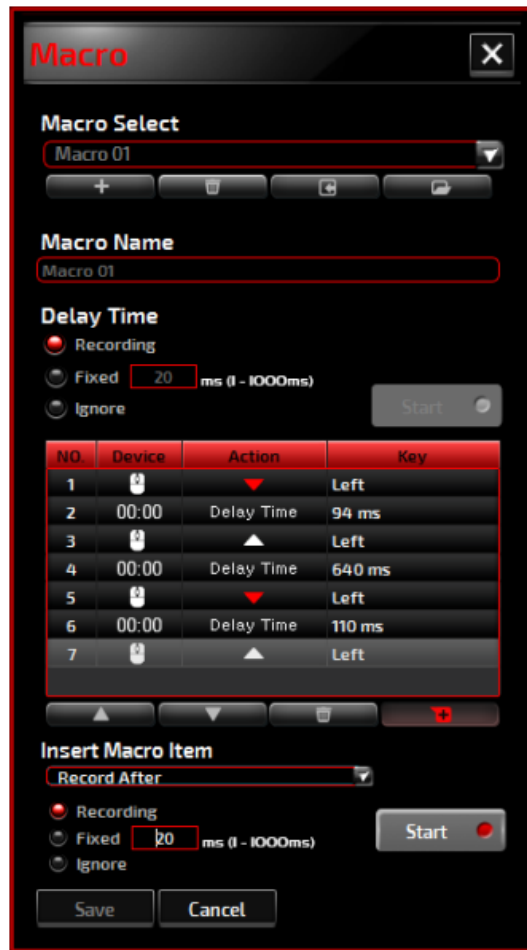 Macro
Macro Select
Macro 01
Macro Name
Macro 01
Delay Time
Recording
Fixed 20 ms (1 - 1000ms)
Ignore
Start
NO. Device Action Key
1 Left
2 00:00 Delay Time 94 ms
3 Left
4 00:00 Delay Time 640 ms
5 Left
6 00:00 Delay Time 110 ms
7 Left
Insert Macro Item
Record After
Recording
Fixed 20 ms (1 - 1000ms)
Ignore
Start
Save Cancel